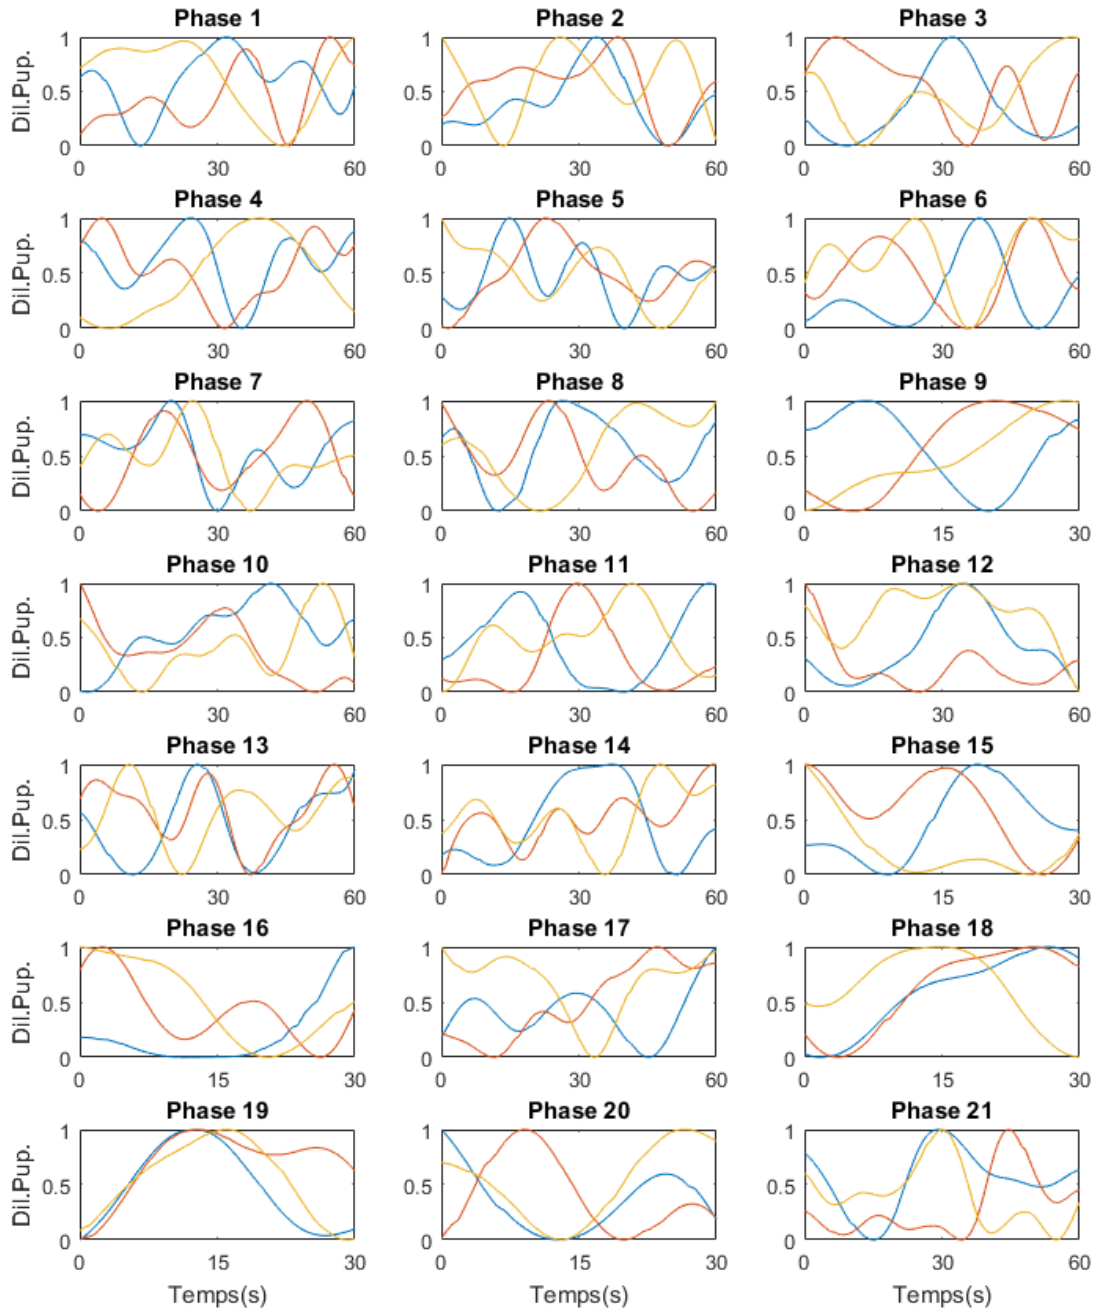 Phase 1 Phase 2 Phase 3
Dil.Pup.
1 1 1
0.5 0.5 0.5
0 0 0
0 30 60 0 30 60 0 30 60
Phase 4 Phase 5 Phase 6
Dil.Pup.
1 1 1
0.5 0.5 0.5
0 0 0
0 30 60 0 30 60 0 30 60
Phase 7 Phase 8 Phase 9
Dil.Pup.
1 1 1
0.5 0.5 0.5
0 0 0
0 30 60 0 30 60 0 15 30
Phase 10 Phase 11 Phase 12
Dil.Pup.
1 1 1
0.5 0.5 0.5
0 0 0
0 30 60 0 30 60 0 30 60
Phase 13 Phase 14 Phase 15
Dil.Pup.
1 1 1
0.5 0.5 0.5
0 0 0
0 30 60 0 30 60 0 15 30
Phase 16 Phase 17 Phase 18
Dil.Pup.
1 1 1
0.5 0.5 0.5
0 0 0
0 15 30 0 30 60 0 15 30
Phase 19 Phase 20 Phase 21
Dil.Pup.
1 1 1
0.5 0.5 0.5
0 0 0
0 15 30 0 15 30 0 30 60
Temps(s) Temps(s) Temps(s)